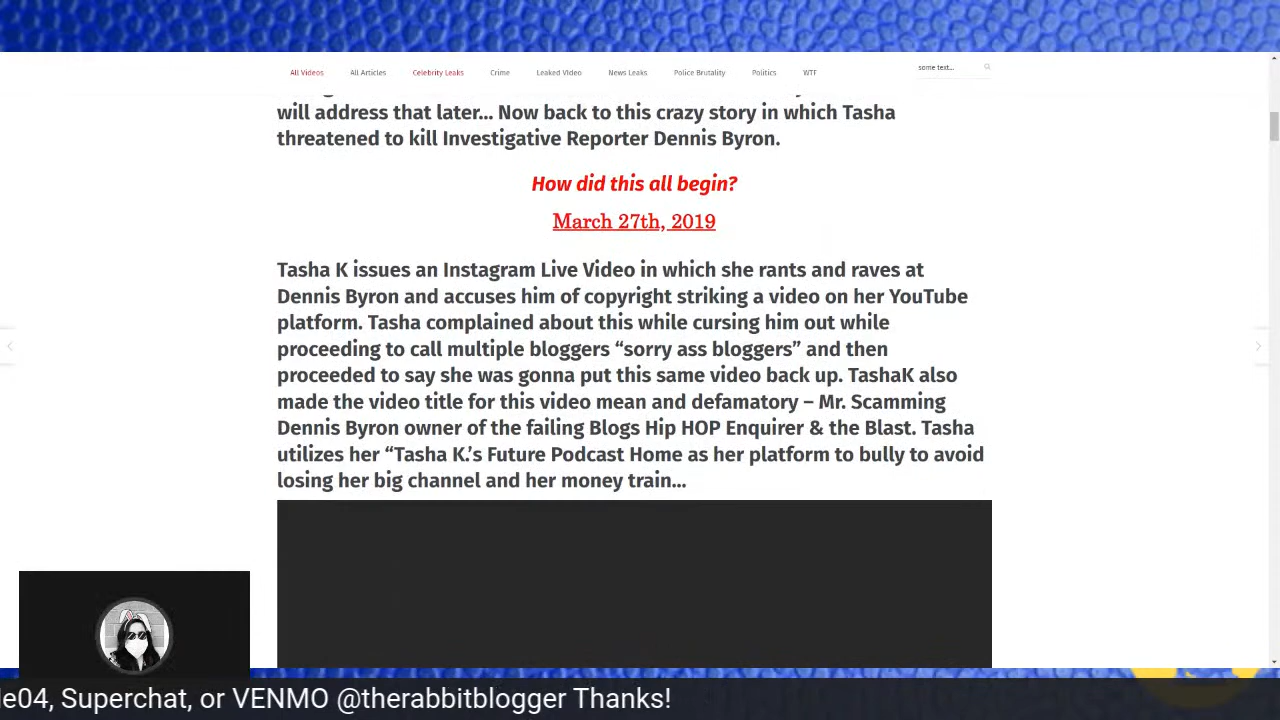 All Videos All Articles Celebrity Leaks Crime Leaked VIdeo News Leaks Police Brutality Politics WTF some text...
will address that later... Now back to this crazy story in which Tasha
threatened to kill Investigative Reporter Dennis Byron.
How did this all begin?
March 27th, 2019
Tasha K issues an Instagram Live Video in which she rants and raves at
Dennis Byron and accuses him of copyright striking a video on her YouTube
platform. Tasha complained about this while cursing him out while
proceeding to call multiple bloggers “sorry ass bloggers” and then
proceeded to say she was gonna put this same video back up. TashaK also
made the video title for this video mean and defamatory – Mr. Scamming
Dennis Byron owner of the failing Blogs Hip HOP Enquirer & the Blast. Tasha
utilizes her “Tasha K.’s Future Podcast Home as her platform to bully to avoid
losing her big channel and her money train...
le04, Superchat, or VENMO @therabbitblogger Thanks!